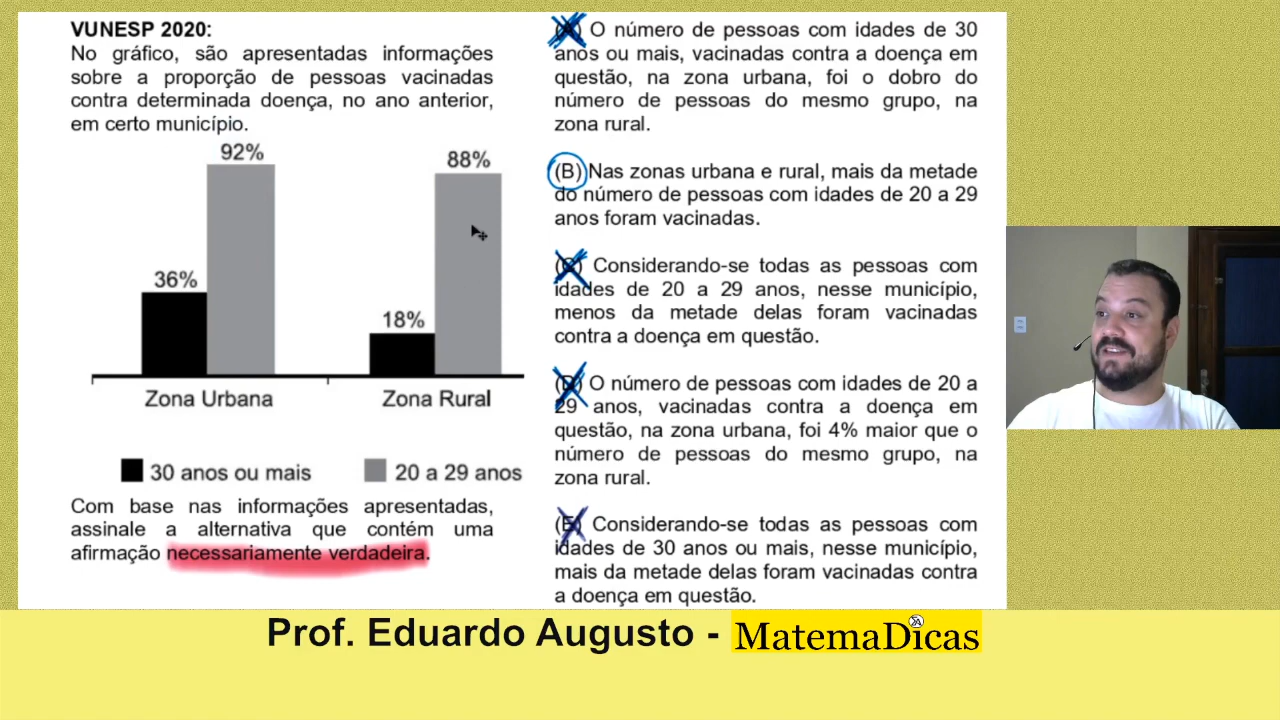 VUNESP 2020:
No gráfico, são apresentadas informações
sobre a proporção de pessoas vacinadas
contra determinada doença, no ano anterior,
em certo município.
92%
88%
36%
18%
Zona Urbana
Zona Rural
30 anos ou mais
20 a 29 anos
Com base nas informações apresentadas,
assinale a alternativa que contém uma
afirmação necessariamente verdadeira.
(A) O número de pessoas com idades de 30
anos ou mais, vacinadas contra a doença em
questão, na zona urbana, foi o dobro do
número de pessoas do mesmo grupo, na
zona rural.
(B) Nas zonas urbana e rural, mais da metade
do número de pessoas com idades de 20 a 29
anos foram vacinadas.
(C) Considerando-se todas as pessoas com
idades de 20 a 29 anos, nesse município,
menos da metade delas foram vacinadas
contra a doença em questão.
(D) O número de pessoas com idades de 20 a
29 anos, vacinadas contra a doença em
questão, na zona urbana, foi 4% maior que o
número de pessoas do mesmo grupo, na
zona rural.
(E) Considerando-se todas as pessoas com
idades de 30 anos ou mais, nesse município,
mais da metade delas foram vacinadas contra
a doença em questão.
Prof. Eduardo Augusto - MatemaDicas